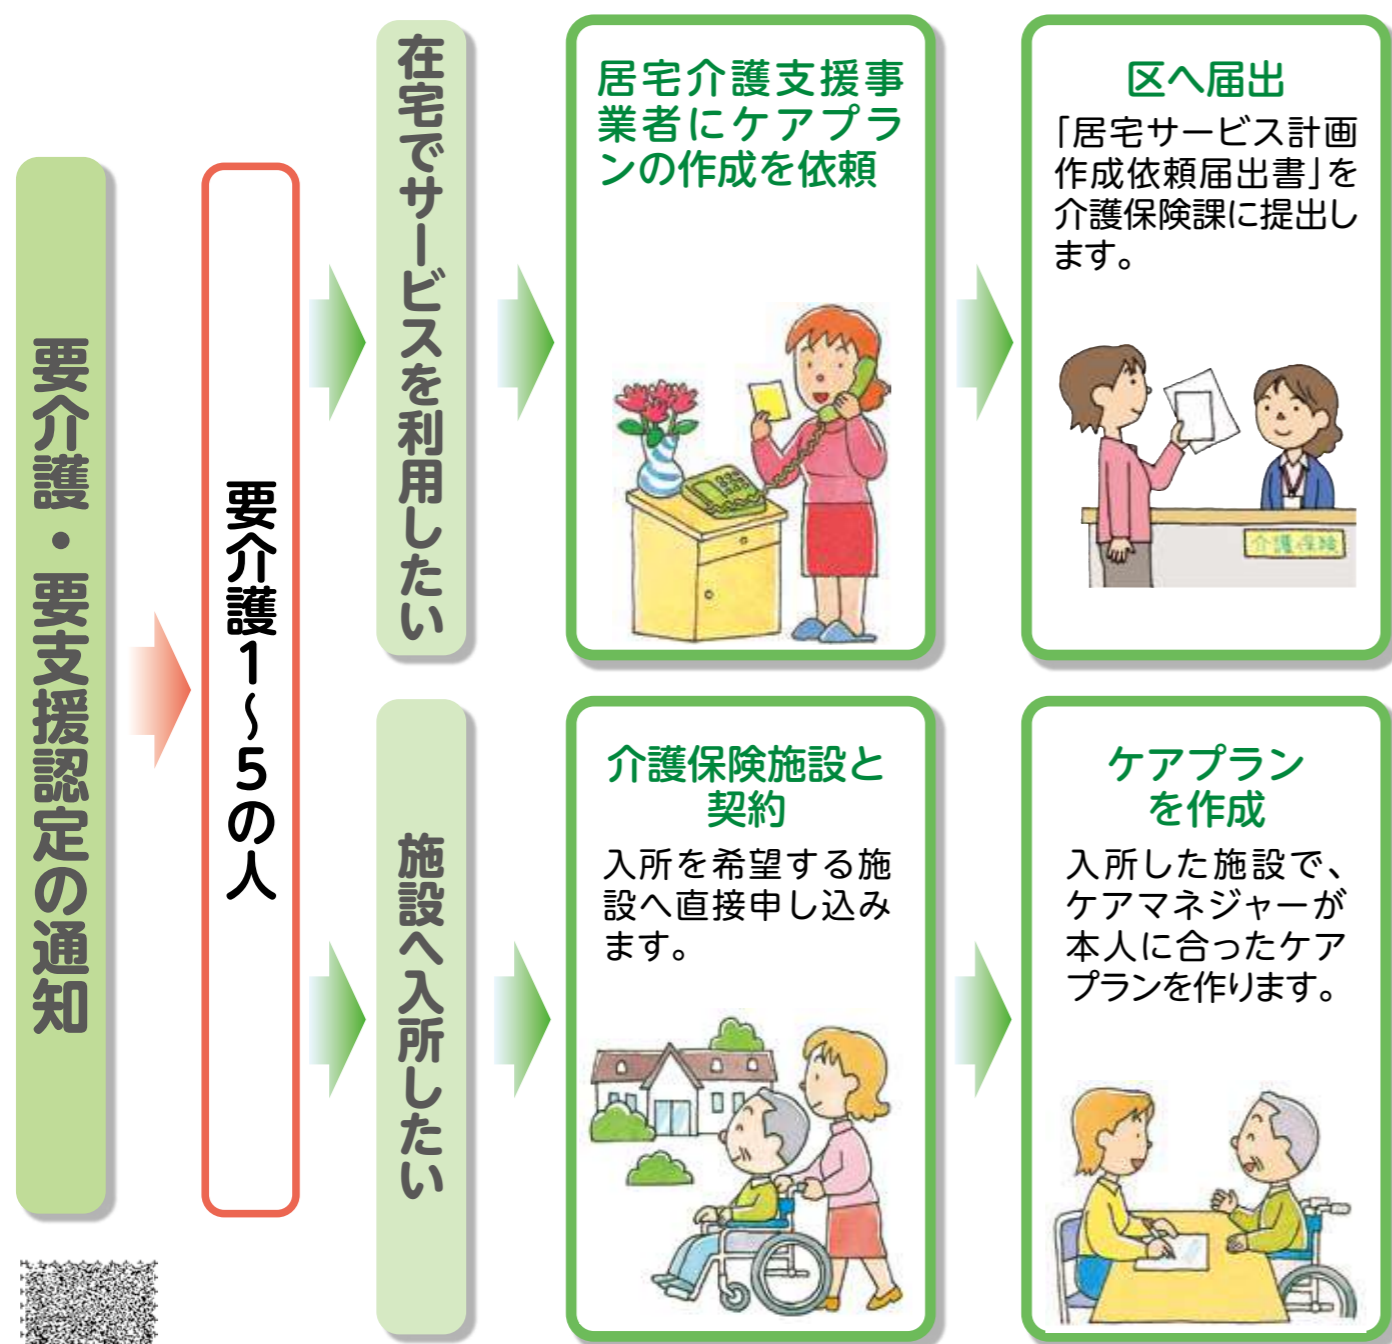 要介護・要支援認定の通知
要介護1～5の人
在宅でサービスを利用したい
居宅介護支援事
業者にケアプラ
ンの作成を依頼
区へ届出
「居宅サービス計画
作成依頼届出書」を
介護保険課に提出し
ます。
介護保険
施設へ入所したい
介護保険施設と
契約
入所を希望する施
設へ直接申し込み
ます。
ケアプラン
を作成
入所した施設で、
ケアマネジャーが
本人に合ったケア
プランを作ります。